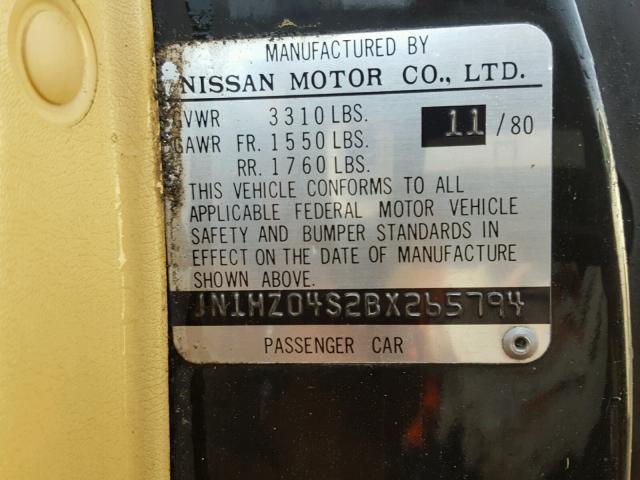 MANUFACTURED BY
NISSAN MOTOR CO., LTD.
GVWR 3310 LBS. 11/80
GAWR FR. 1550 LBS.
RR. 1760 LBS.
THIS VEHICLE CONFORMS TO ALL
APPLICABLE FEDERAL MOTOR VEHICLE
SAFETY AND BUMPER STANDARDS IN
EFFECT ON THE DATE OF MANUFACTURE
SHOWN ABOVE.
JN1HZ04S2BX265794
PASSENGER CAR